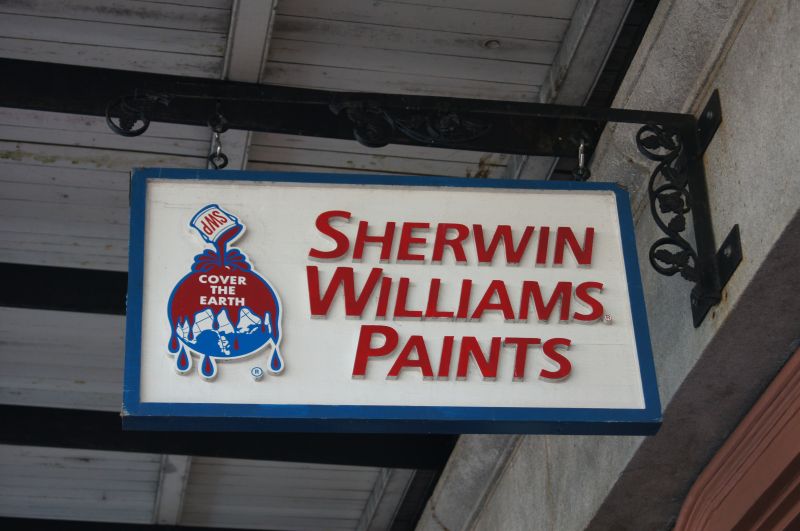 SWP
COVER
THE
EARTH
®
SHERWIN
WILLIAMS®
PAINTS